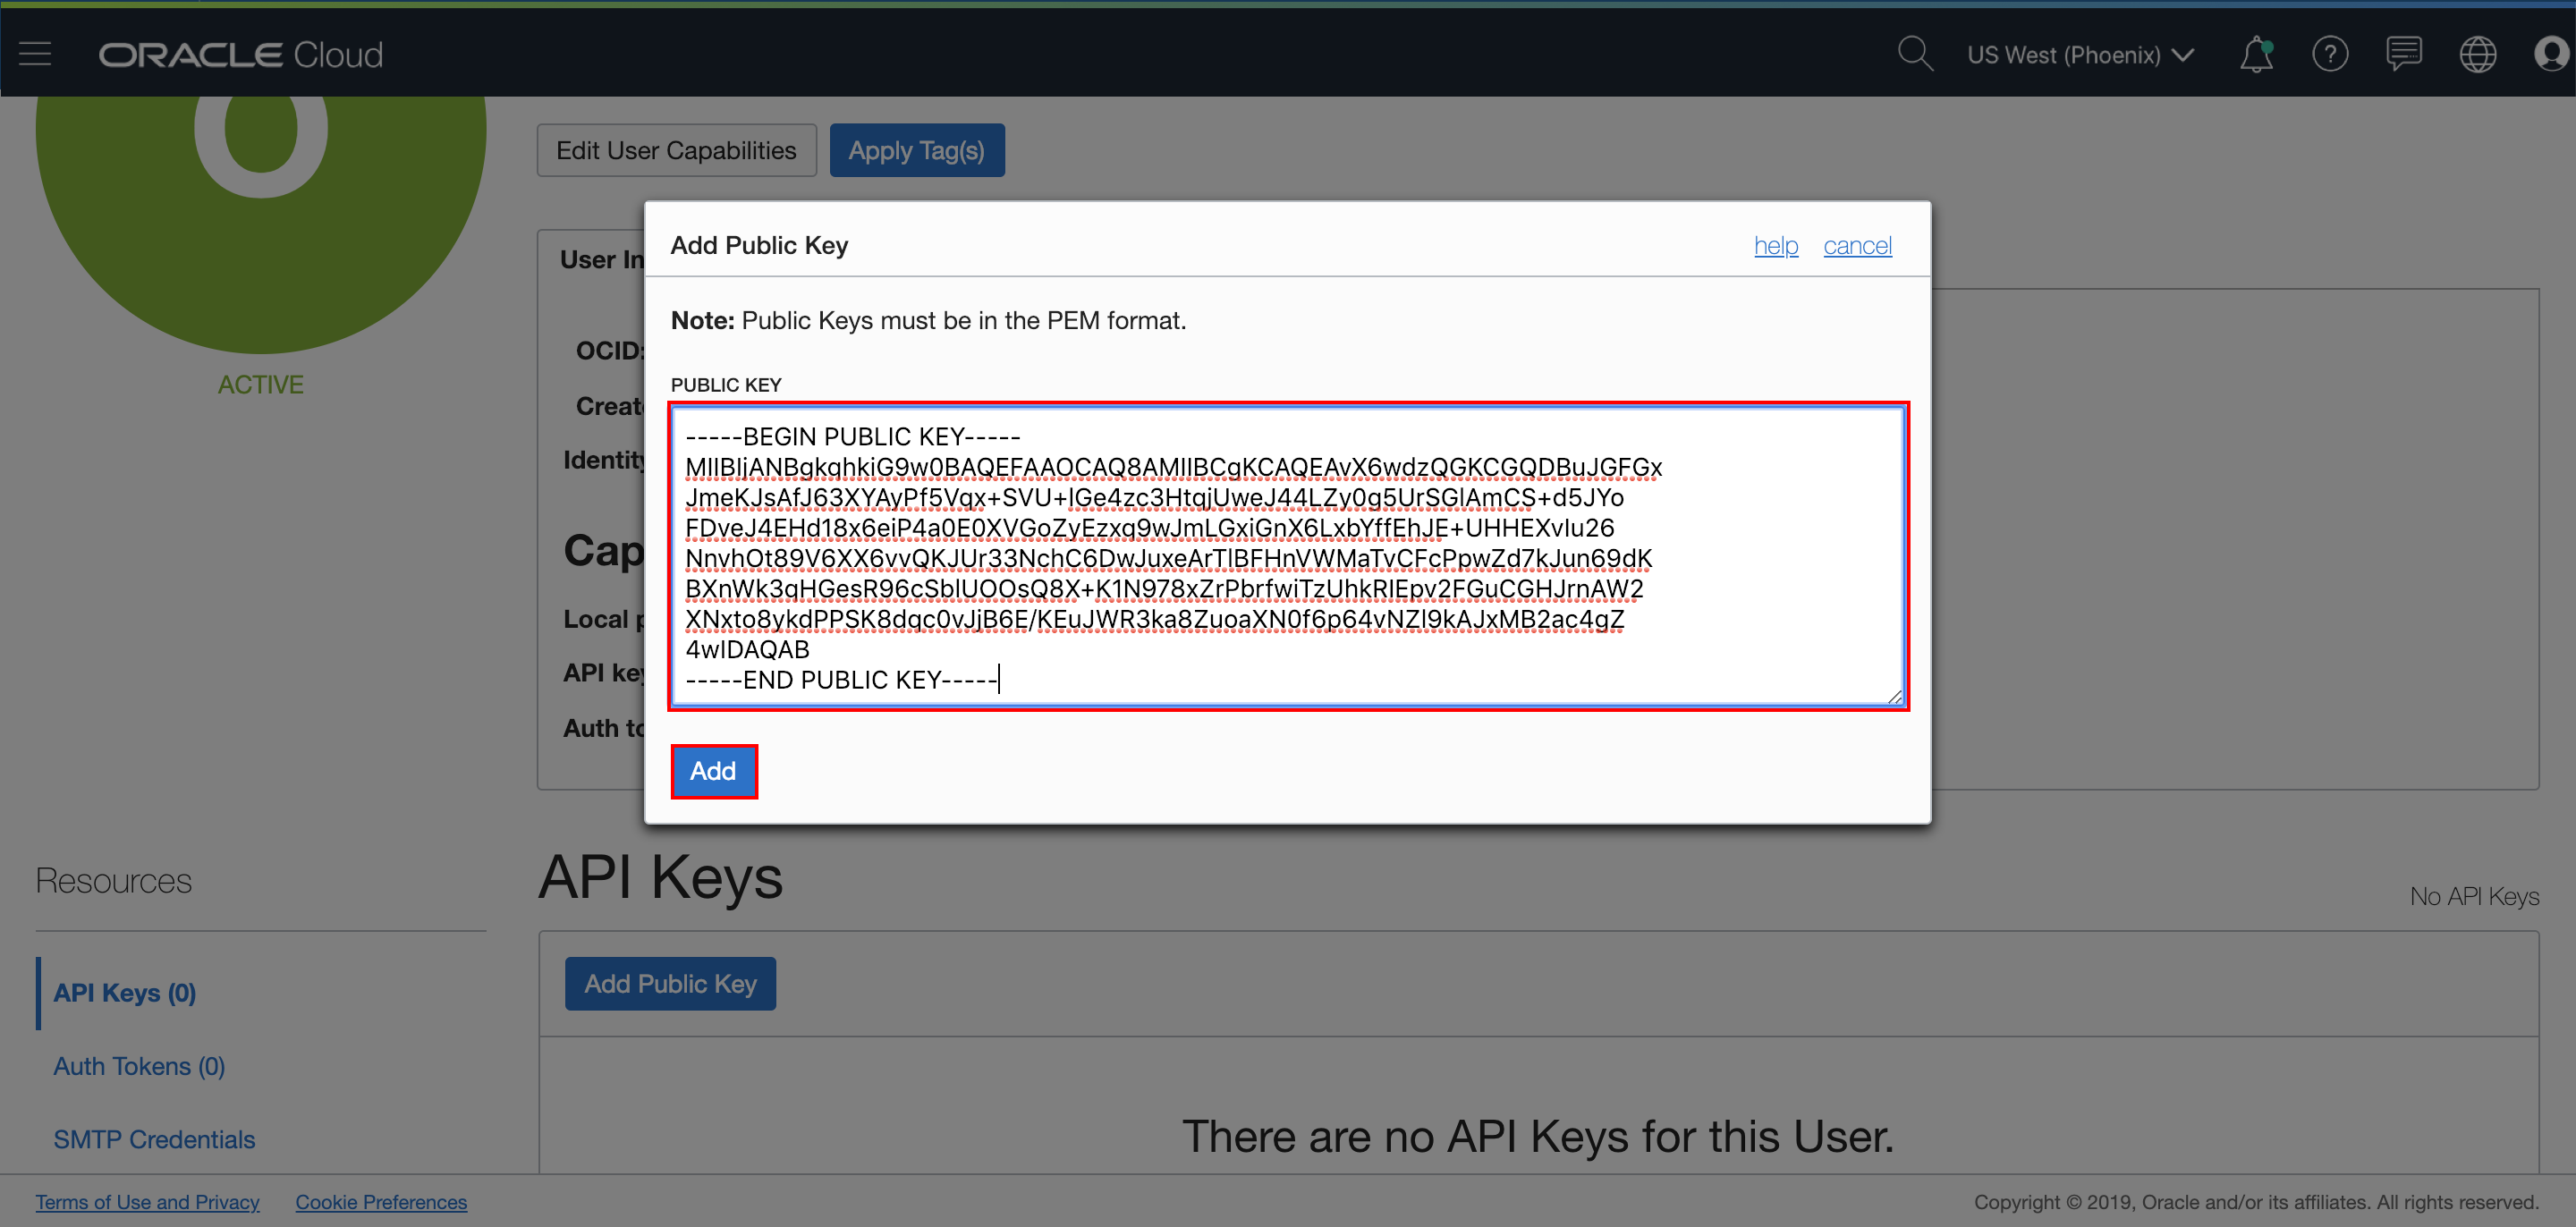 ORACLE Cloud
US West (Phoenix)
O
ACTIVE
Edit User Capabilities
Apply Tag(s)
User In
OCID:
Create
Identity
Cap
Local p
API key
Auth to
Add Public Key
help
cancel
Note: Public Keys must be in the PEM format.
PUBLIC KEY
-----BEGIN PUBLIC KEY-----
MIIBIjANBgkqhkiG9w0BAQEFAAOCAQ8AMIIBCgKCAQEAvX6wdzQGKCGQDBuJGFGx
JmeKJsAfJ63XYAyPf5Vqx+SVU+lGe4zc3HtqjUweJ44LZy0g5UrSGlAmCS+d5JYo
FDveJ4EHd18x6eiP4a0E0XVGoZyEzxq9wJmLGxiGnX6LxbYffEhJE+UHHEXvIu26
NnvhOt89V6XX6vvQKJUr33NchC6DwJuxeArTlBFHnVWMaTvCFcPpwZd7kJun69dK
BXnWk3qHGesR96cSblUOOsQ8X+K1N978xZrPbrfwiTzUhkRIEpv2FGuCGHJrnAW2
XNxto8ykdPPSK8dqc0vJjB6E/KEuJWR3ka8ZuoaXN0f6p64vNZl9kAJxMB2ac4gZ
4wIDAQAB
-----END PUBLIC KEY-----
Add
Resources
API Keys (0)
Auth Tokens (0)
SMTP Credentials
API Keys
No API Keys
Add Public Key
There are no API Keys for this User.
Terms of Use and Privacy
Cookie Preferences
Copyright © 2019, Oracle and/or its affiliates. All rights reserved.